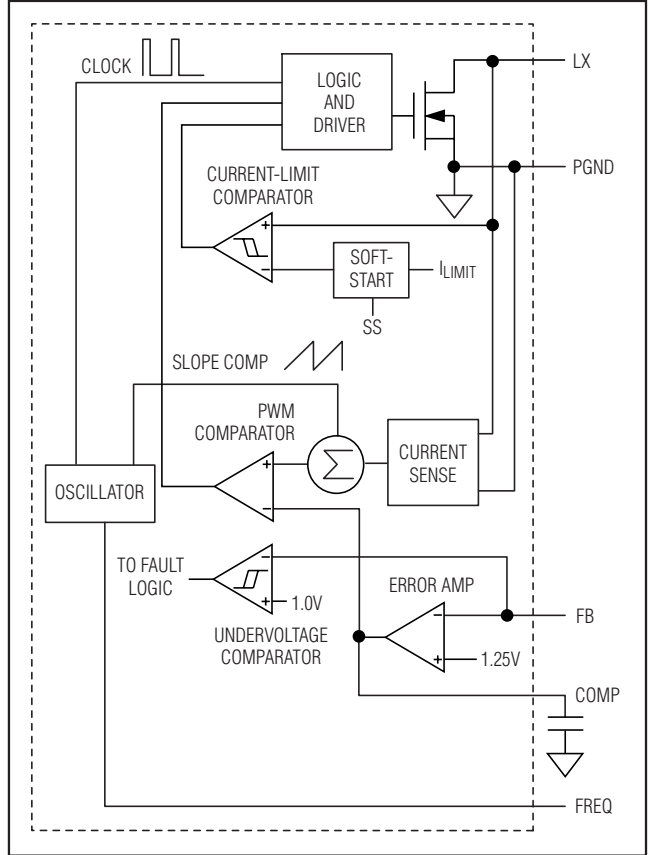 CLOCK
LOGIC
AND
DRIVER
LX
PGND
CURRENT-LIMIT
COMPARATOR
+
−
SOFT-
START
ILIMIT
SS
SLOPE COMP
PWM
COMPARATOR
+
−
Σ
CURRENT
SENSE
OSCILLATOR
TO FAULT
LOGIC
−
+
1.0V
UNDERVOLTAGE
COMPARATOR
ERROR AMP
−
+
1.25V
FB
COMP
FREQ